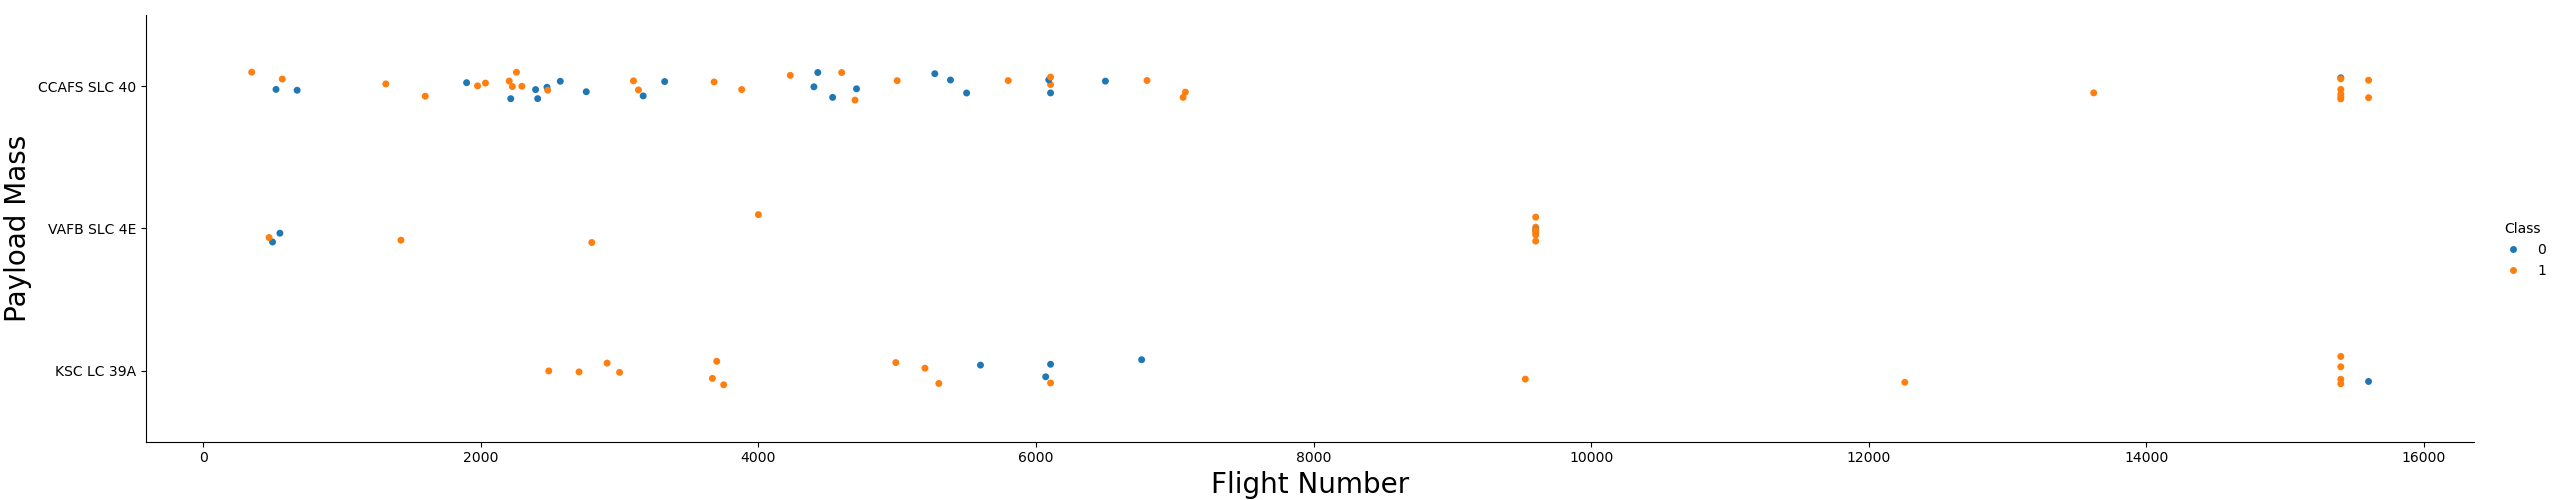 Payload Mass
CCAFS SLC 40
VAFB SLC 4E
KSC LC 39A
0 2000 4000 6000 8000 10000 12000 14000 16000
Flight Number
Class
0
1